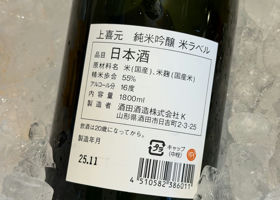 上喜元 純米吟醸 米ラベル
品目 日本酒
原材料名 米(国産)、米麹(国産米)
精米歩合 55%
アルコール分 16度
内容量 1800ml
製造者 酒田酒造株式会社K
山形県酒田市日吉町2-3-25
飲酒は20歳になってから。
製造年月
25.11
キャップ
(中栓)
4 510582 386011